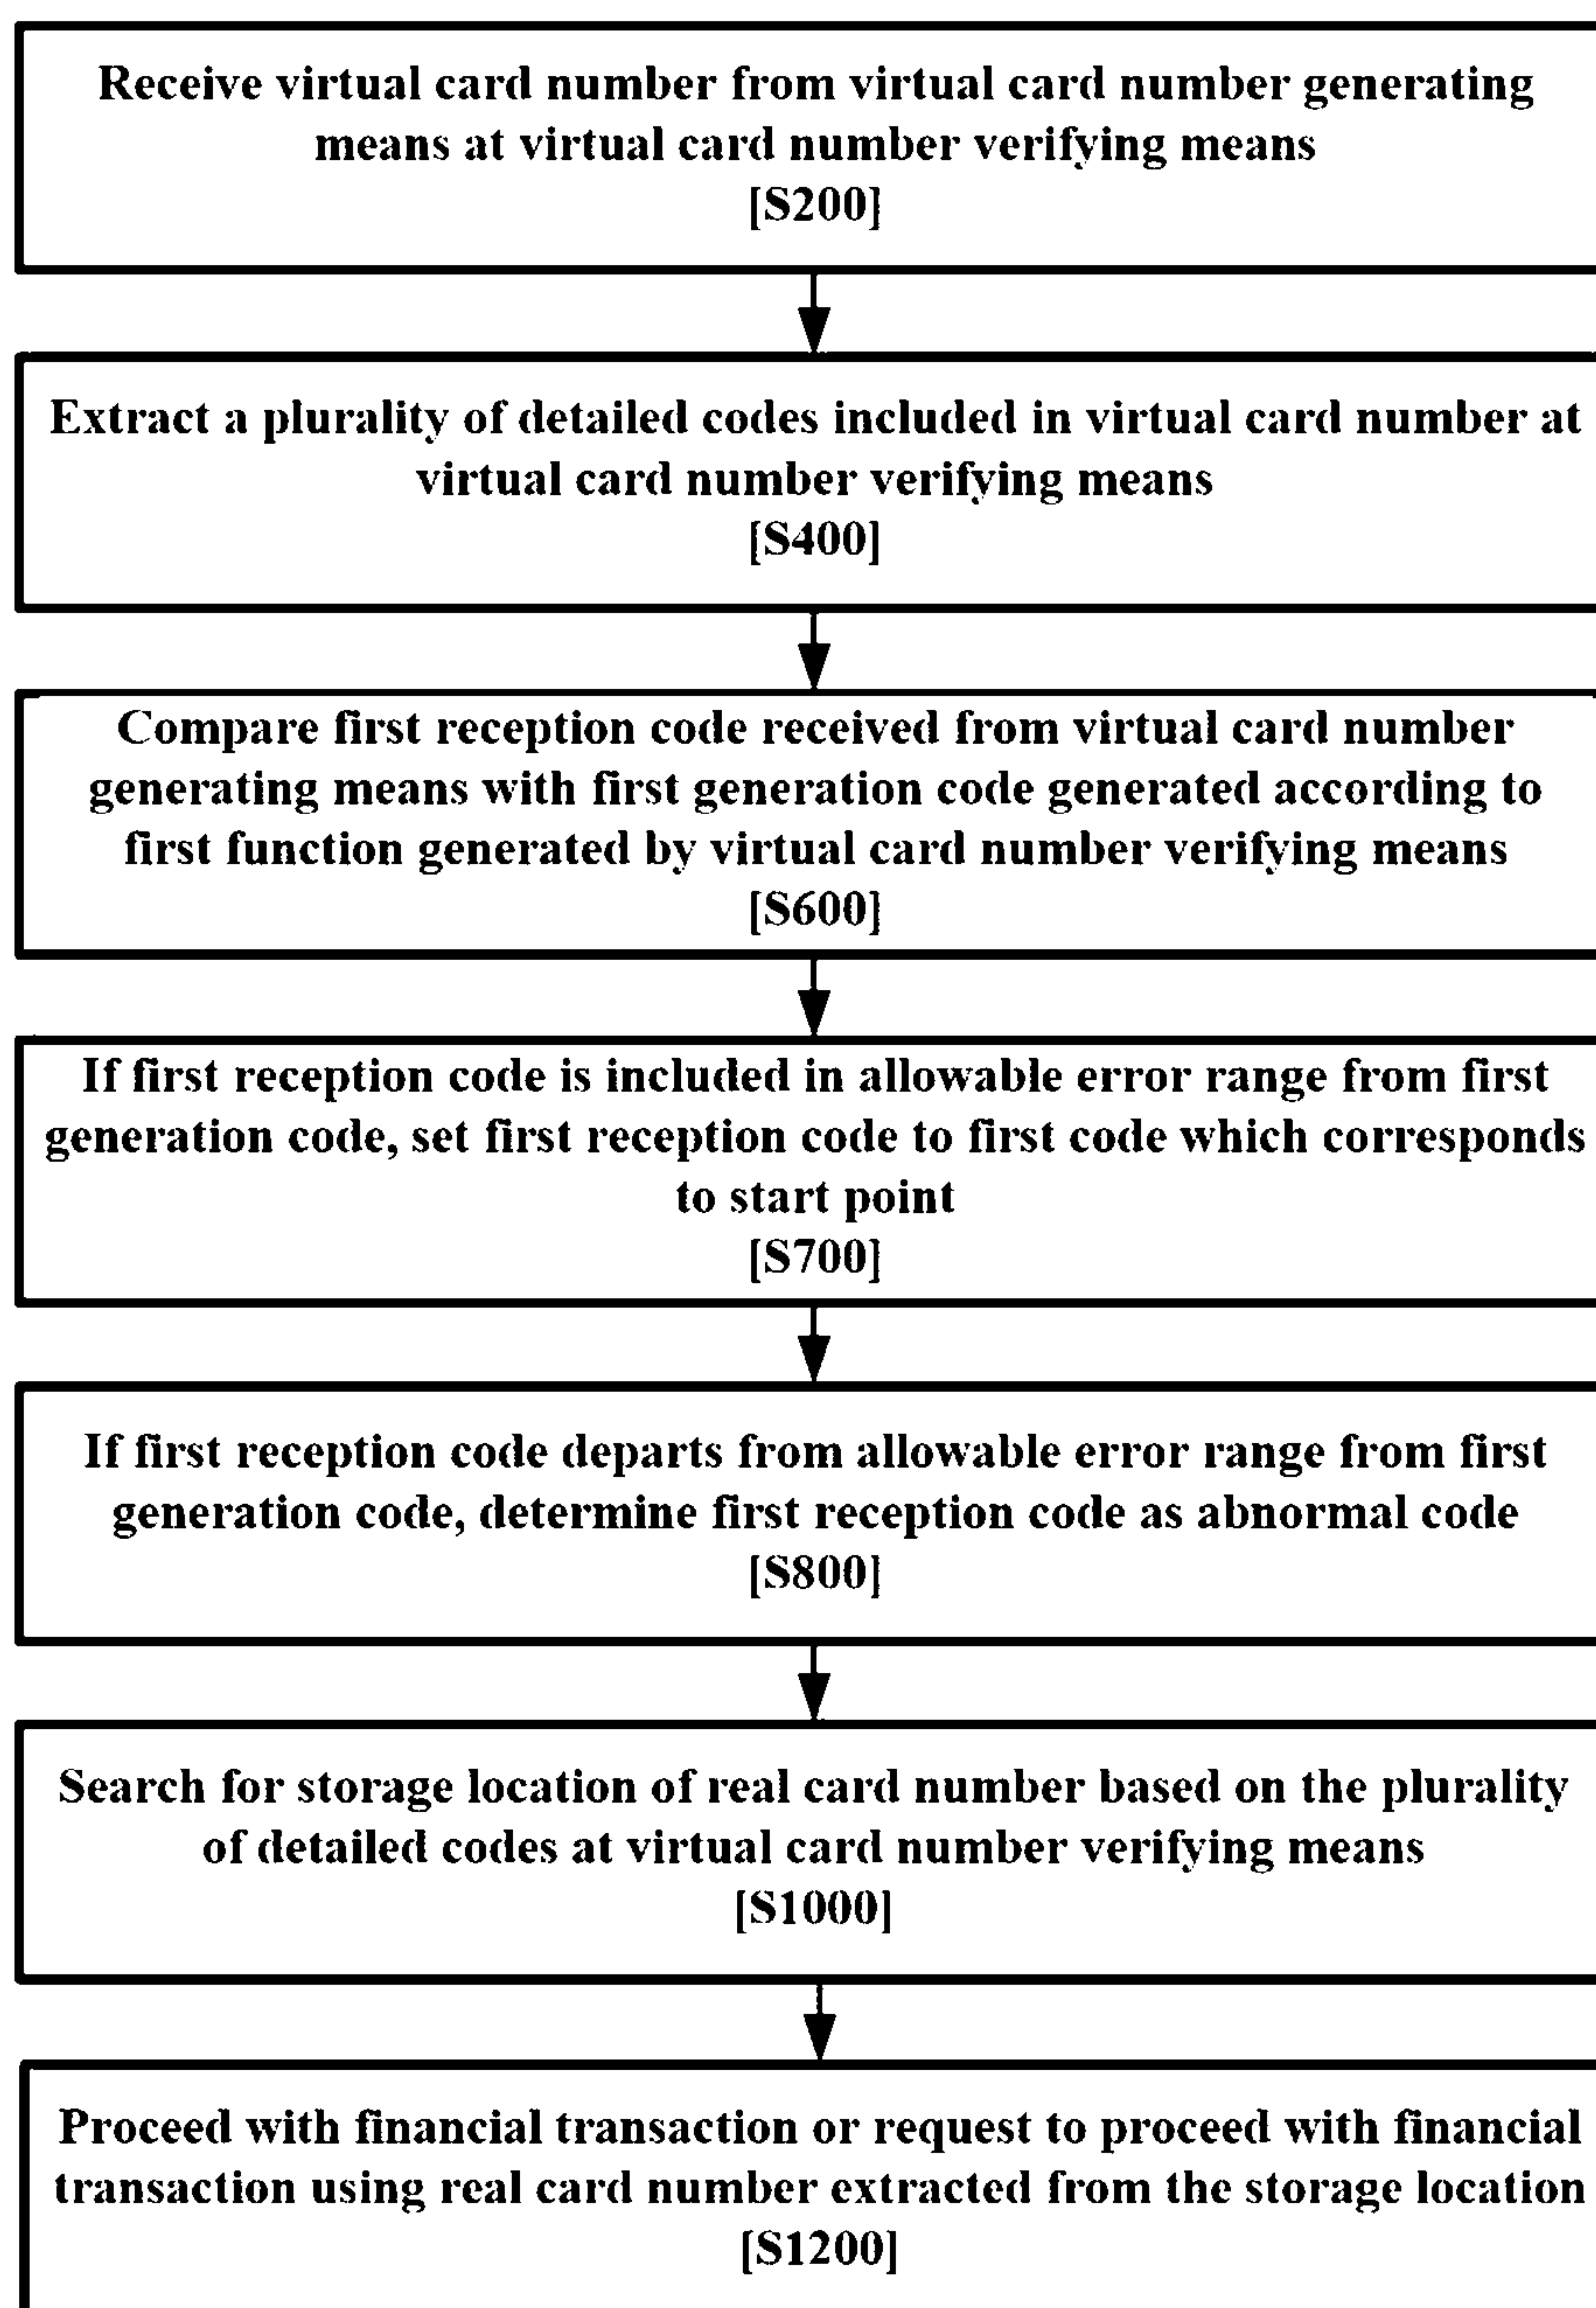 Receive virtual card number from virtual card number generating
means at virtual card number verifying means
[S200]
Extract a plurality of detailed codes included in virtual card number at
virtual card number verifying means
[S400]
Compare first reception code received from virtual card number
generating means with first generation code generated according to
first function generated by virtual card number verifying means
[S600]
If first reception code is included in allowable error range from first
generation code, set first reception code to first code which corresponds
to start point
[S700]
If first reception code departs from allowable error range from first
generation code, determine first reception code as abnormal code
[S800]
Search for storage location of real card number based on the plurality
of detailed codes at virtual card number verifying means
[S1000]
Proceed with financial transaction or request to proceed with financial
transaction using real card number extracted from the storage location
[S1200]